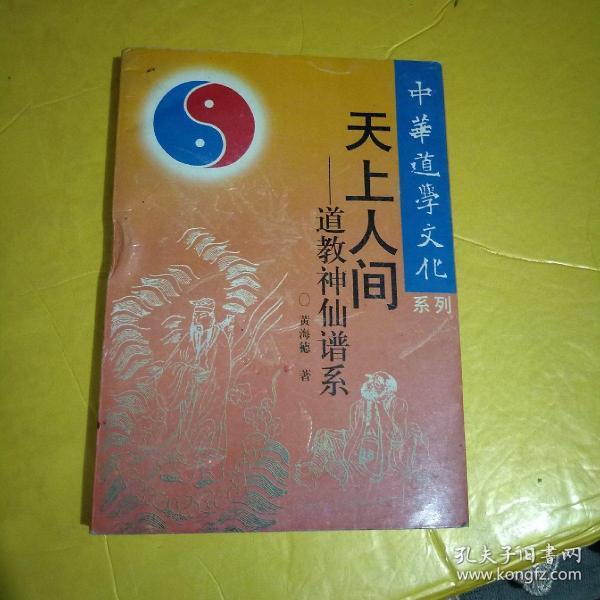 中華道學文化
系列
天上人间
——道教神仙谱系
○黄海德 著
孔夫子旧书网
www.kongfz.com